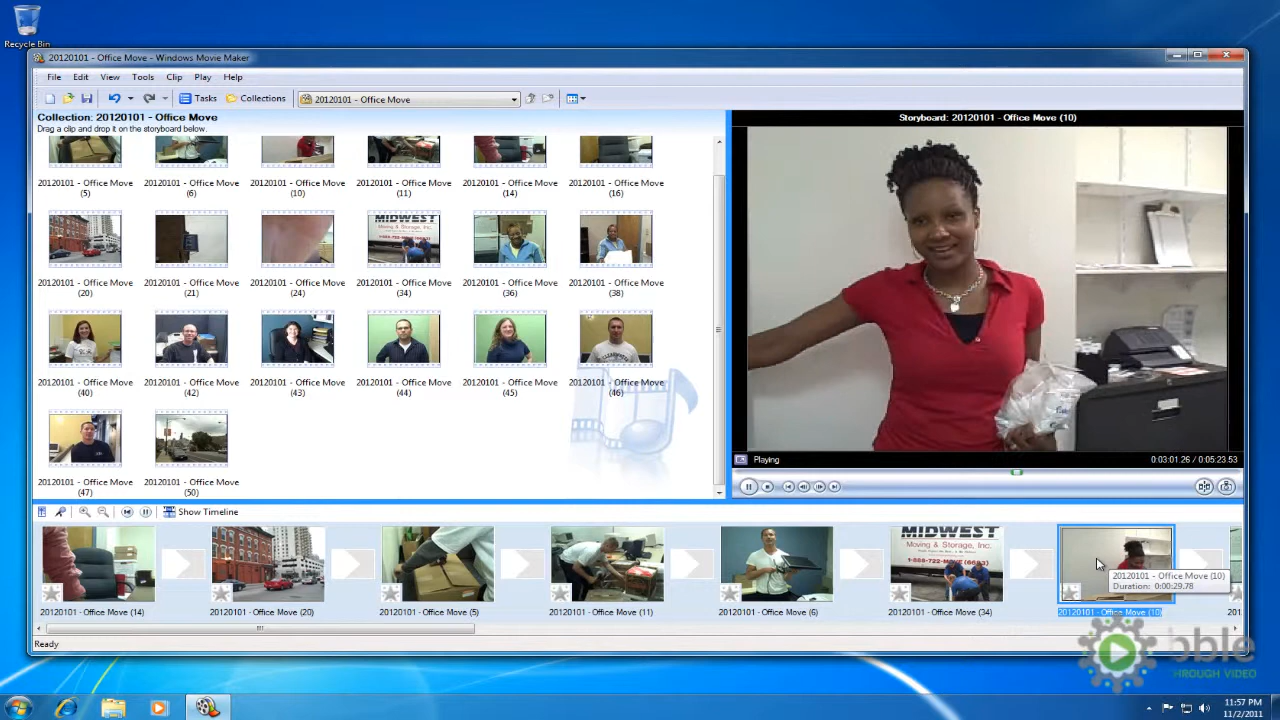 Recycle Bin
20120101 - Office Move - Windows Movie Maker
File Edit View Tools Clip Play Help
Tasks Collections 20120101 - Office Move
Collection: 20120101 - Office Move
Drag a clip and drop it on the storyboard below.
20120101 - Office Move (5)
20120101 - Office Move (6)
20120101 - Office Move (10)
20120101 - Office Move (11)
20120101 - Office Move (14)
20120101 - Office Move (16)
MIDWEST
20120101 - Office Move (20)
20120101 - Office Move (21)
20120101 - Office Move (24)
20120101 - Office Move (34)
20120101 - Office Move (36)
20120101 - Office Move (38)
20120101 - Office Move (40)
20120101 - Office Move (42)
20120101 - Office Move (43)
20120101 - Office Move (44)
20120101 - Office Move (45)
20120101 - Office Move (46)
20120101 - Office Move (47)
20120101 - Office Move (50)
Storyboard: 20120101 - Office Move (10)
Playing 0:03:01.26 / 0:05:23.53
Show Timeline
MIDWEST
Moving & Storage, Inc.
20120101 - Office Move (14)
20120101 - Office Move (20)
20120101 - Office Move (5)
20120101 - Office Move (11)
20120101 - Office Move (6)
20120101 - Office Move (34)
20120101 - Office Move (10)
201
20120101 - Office Move (10)
Duration: 0:00:29.78
Ready
ble
HROUGH VIDEO
11:57 PM
11/2/2011